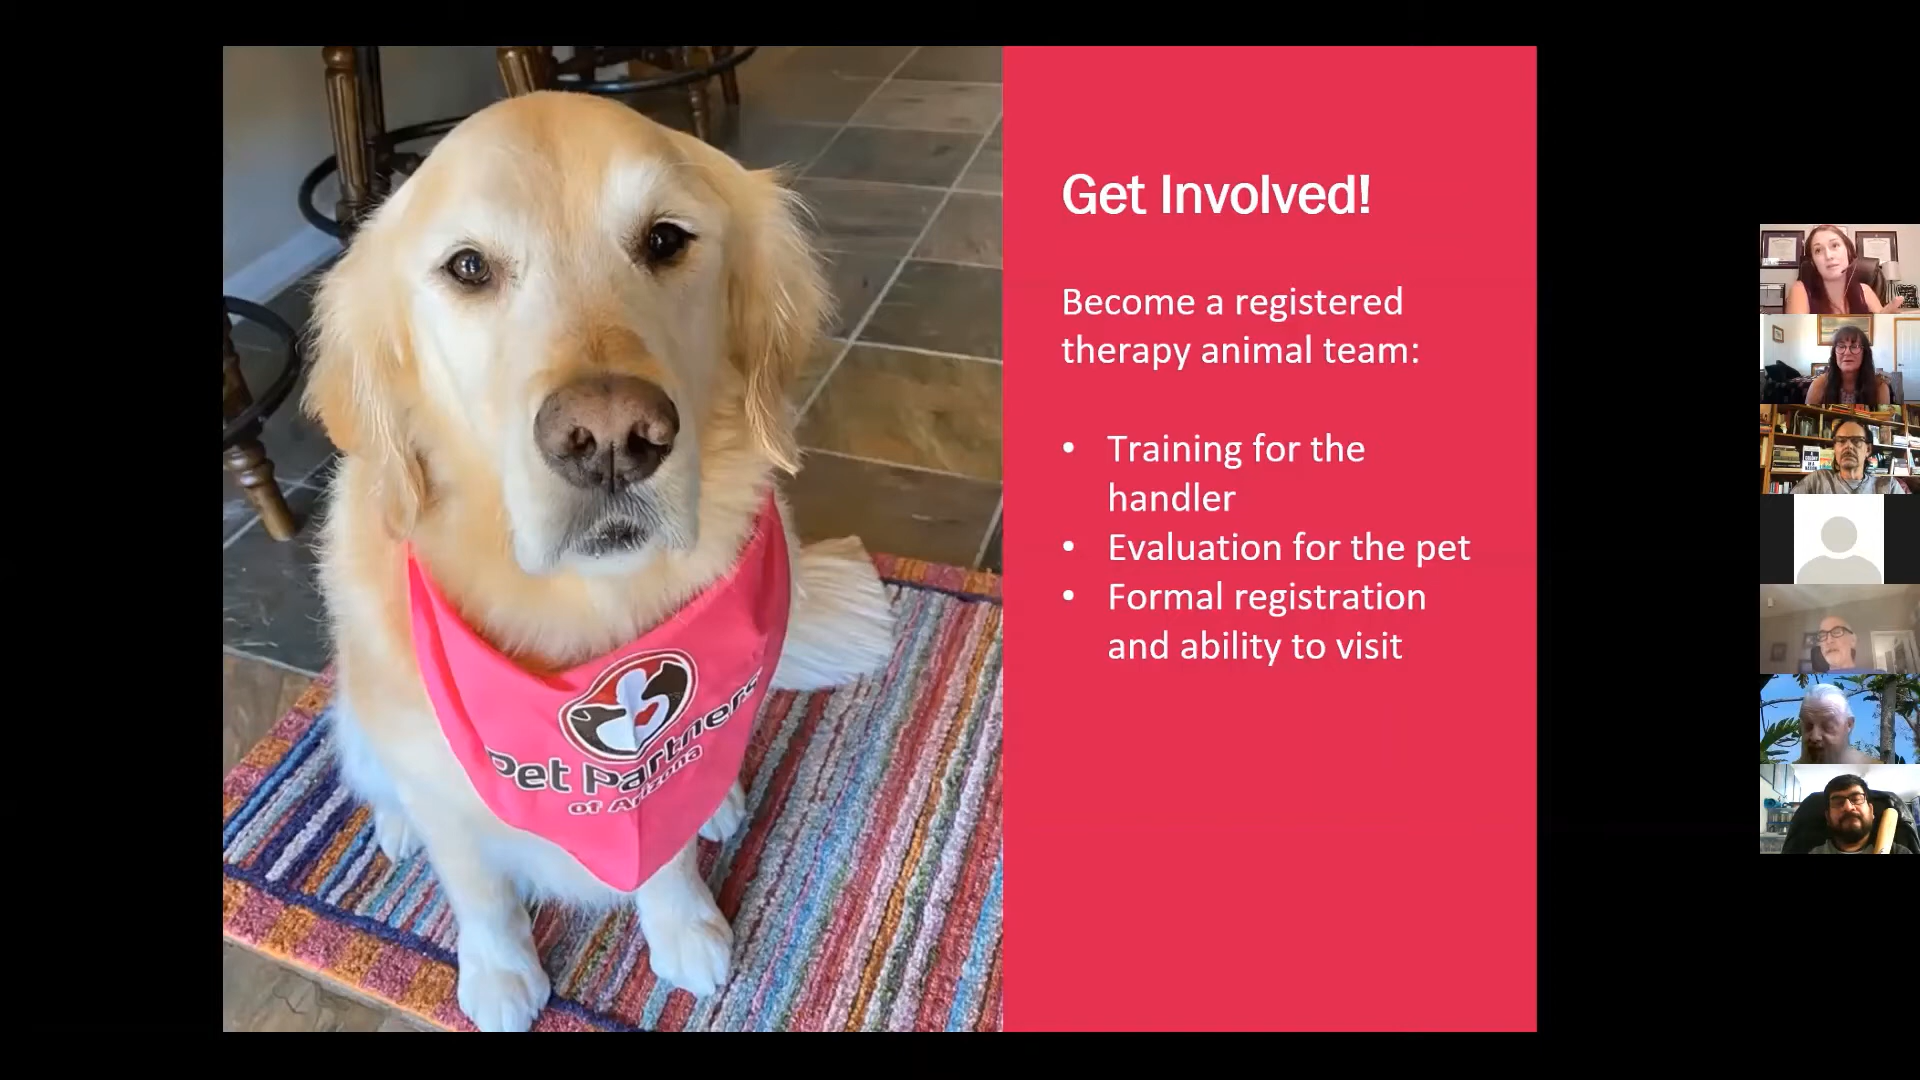 Get Involved!
Become a registered
therapy animal team:
• Training for the
handler
• Evaluation for the pet
• Formal registration
and ability to visit
Pet Partners
of Arizona